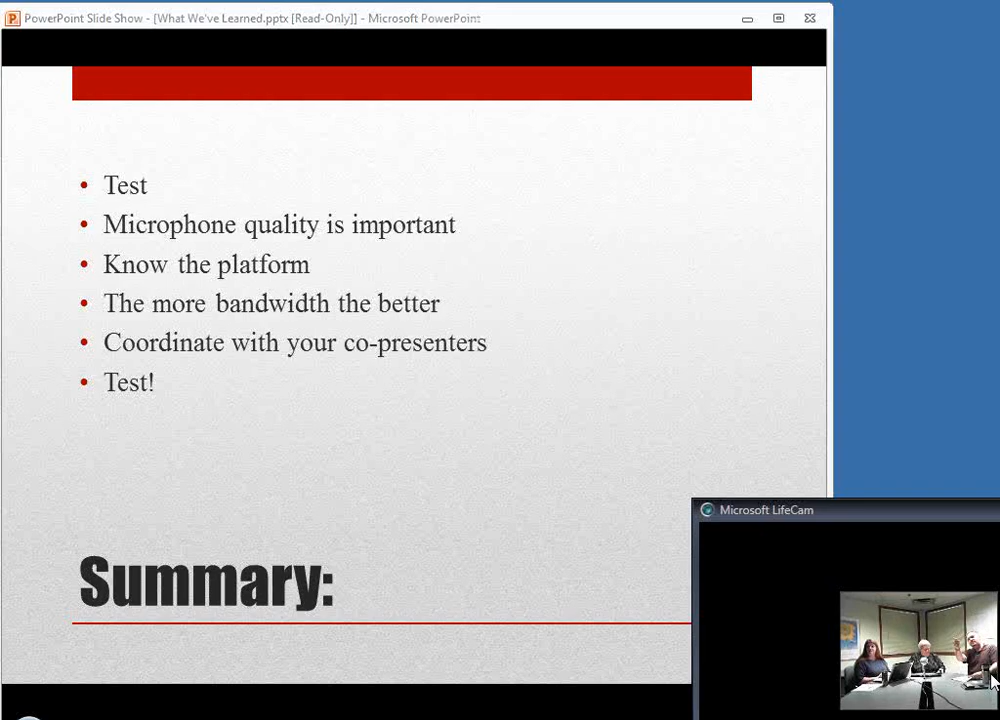 PowerPoint Slide Show - [What We've Learned.pptx [Read-Only]] - Microsoft PowerPoint
• Test
• Microphone quality is important
• Know the platform
• The more bandwidth the better
• Coordinate with your co-presenters
• Test!
Microsoft LifeCam
Summary: